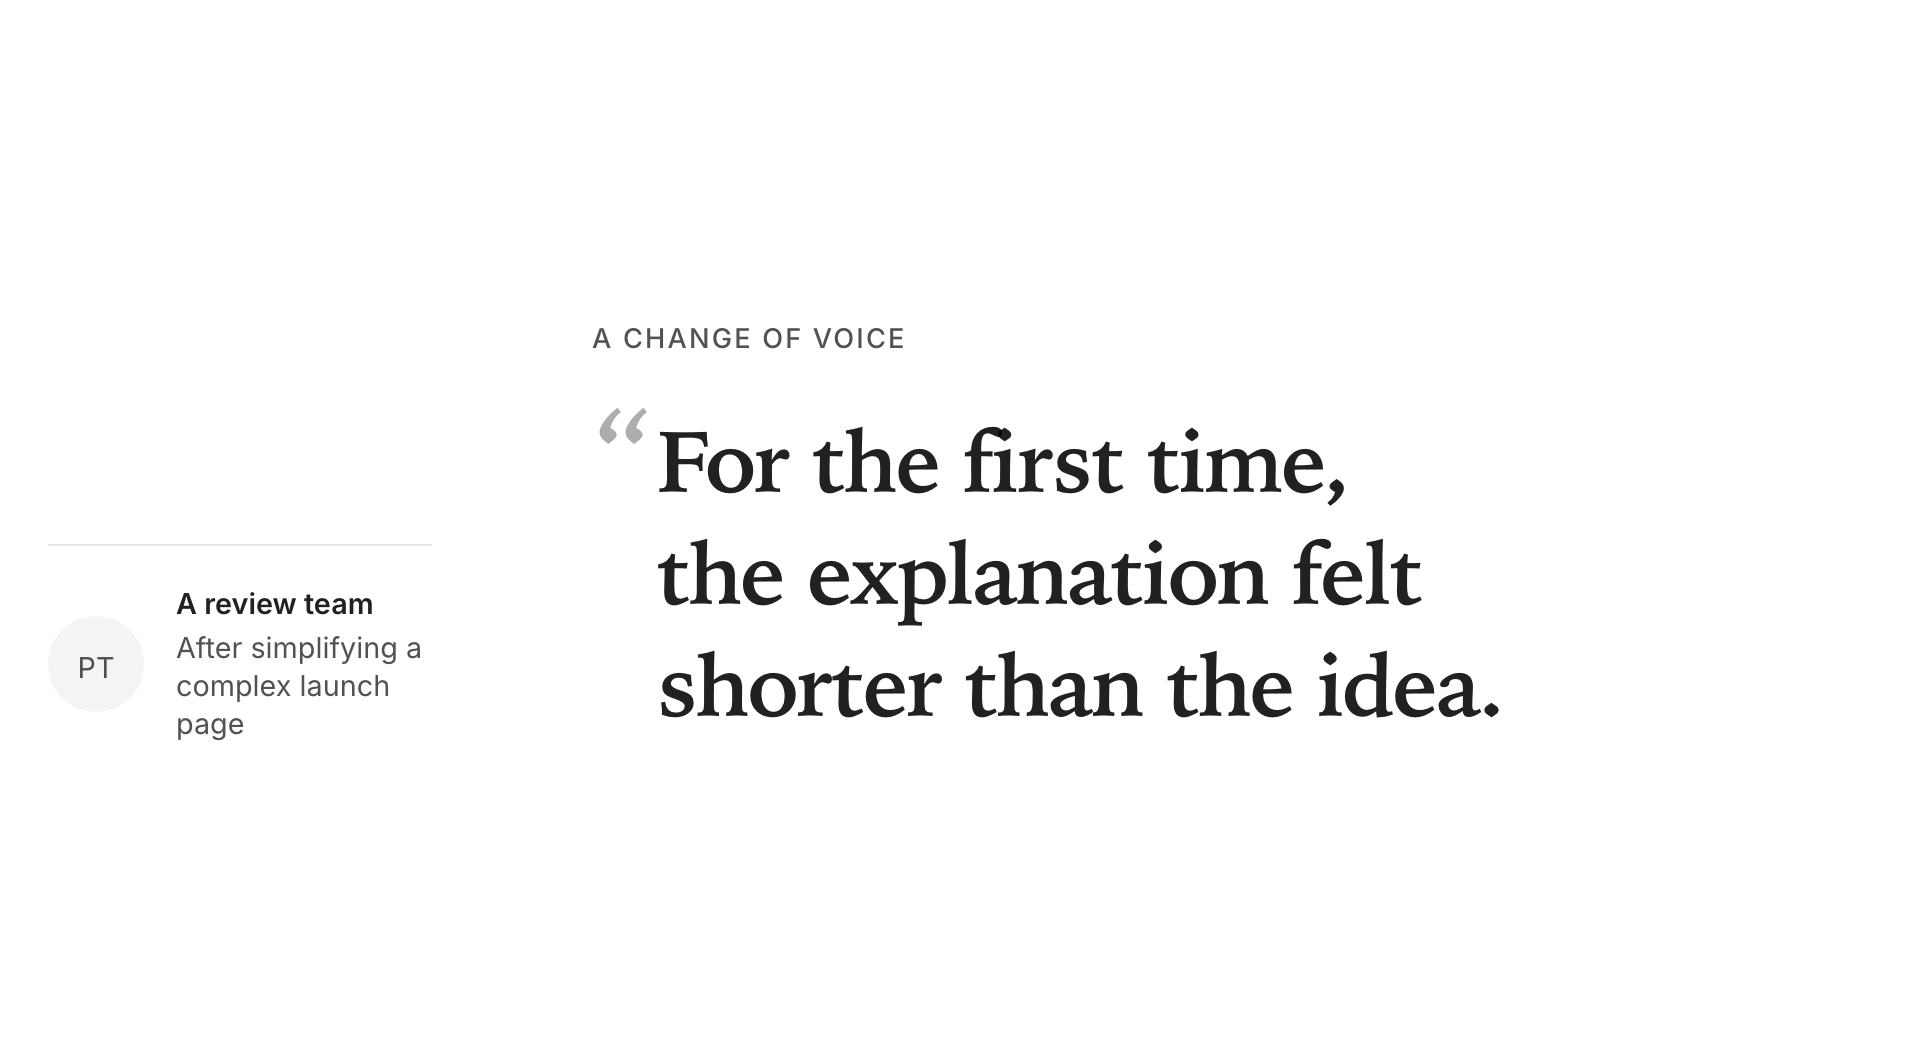 A CHANGE OF VOICE
“For the first time,
the explanation felt
shorter than the idea.
PT
A review team
After simplifying a
complex launch
page